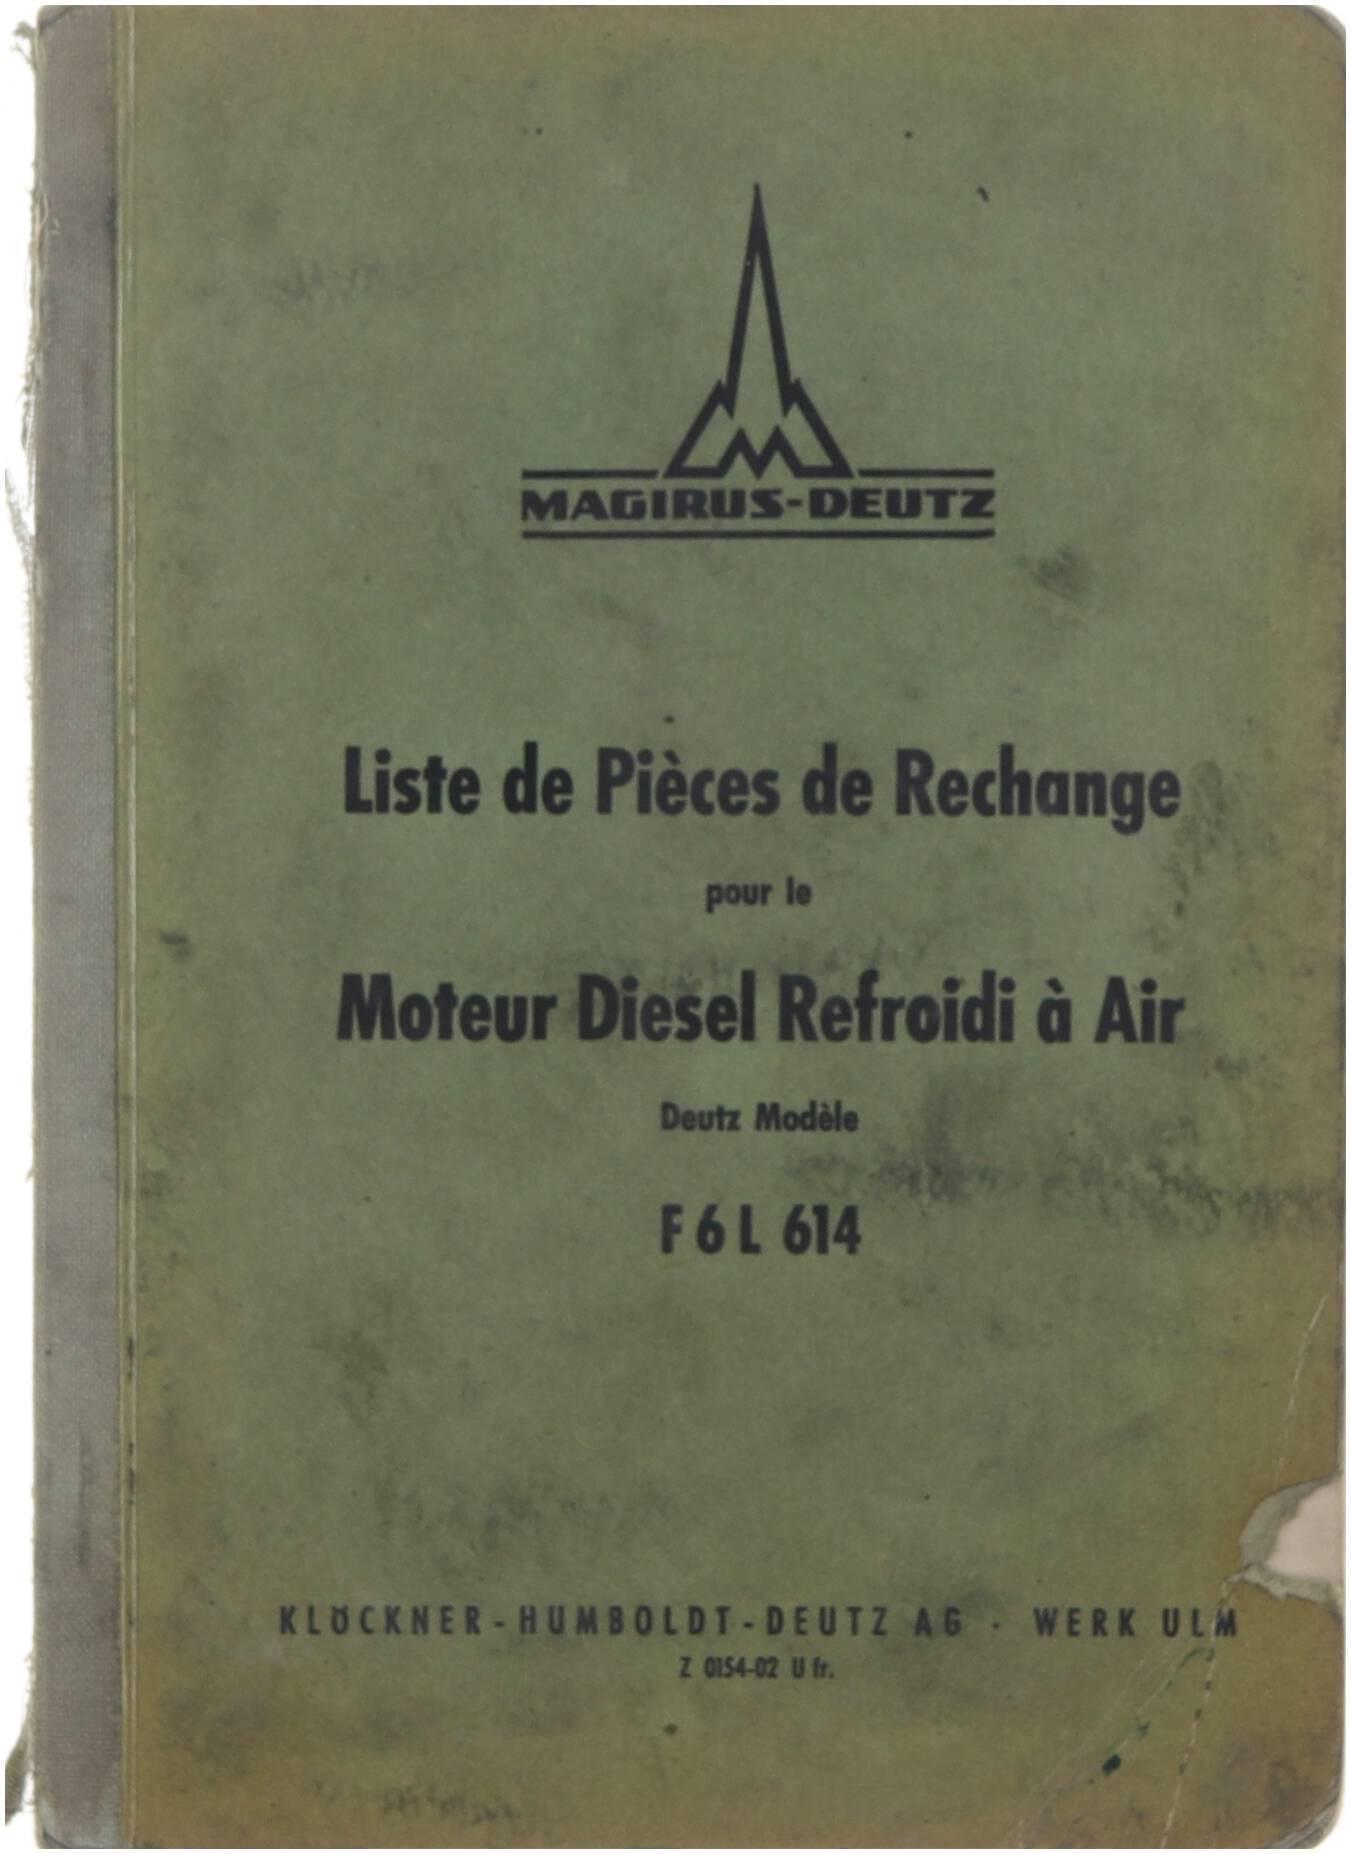 MAGIRUS-DEUTZ
Liste de Pièces de Rechange
pour le
Moteur Diesel Refroidi à Air
Deutz Modèle
F 6 L 614
KLÖCKNER-HUMBOLDT-DEUTZ AG · WERK ULM
Z 0154-02 U fr.